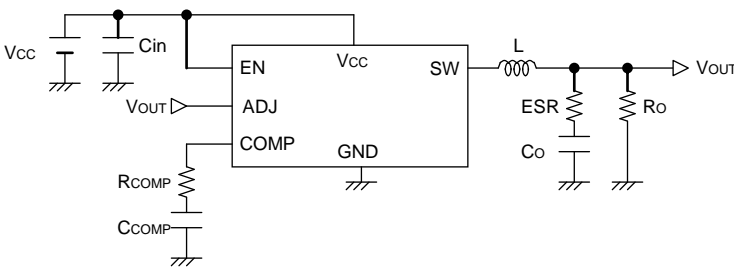 L
VCC
Cin
EN
VCC
SW
VOUT
VOUT
ADJ
ESR
RO
COMP
GND
CO
RCOMP
CCOMP